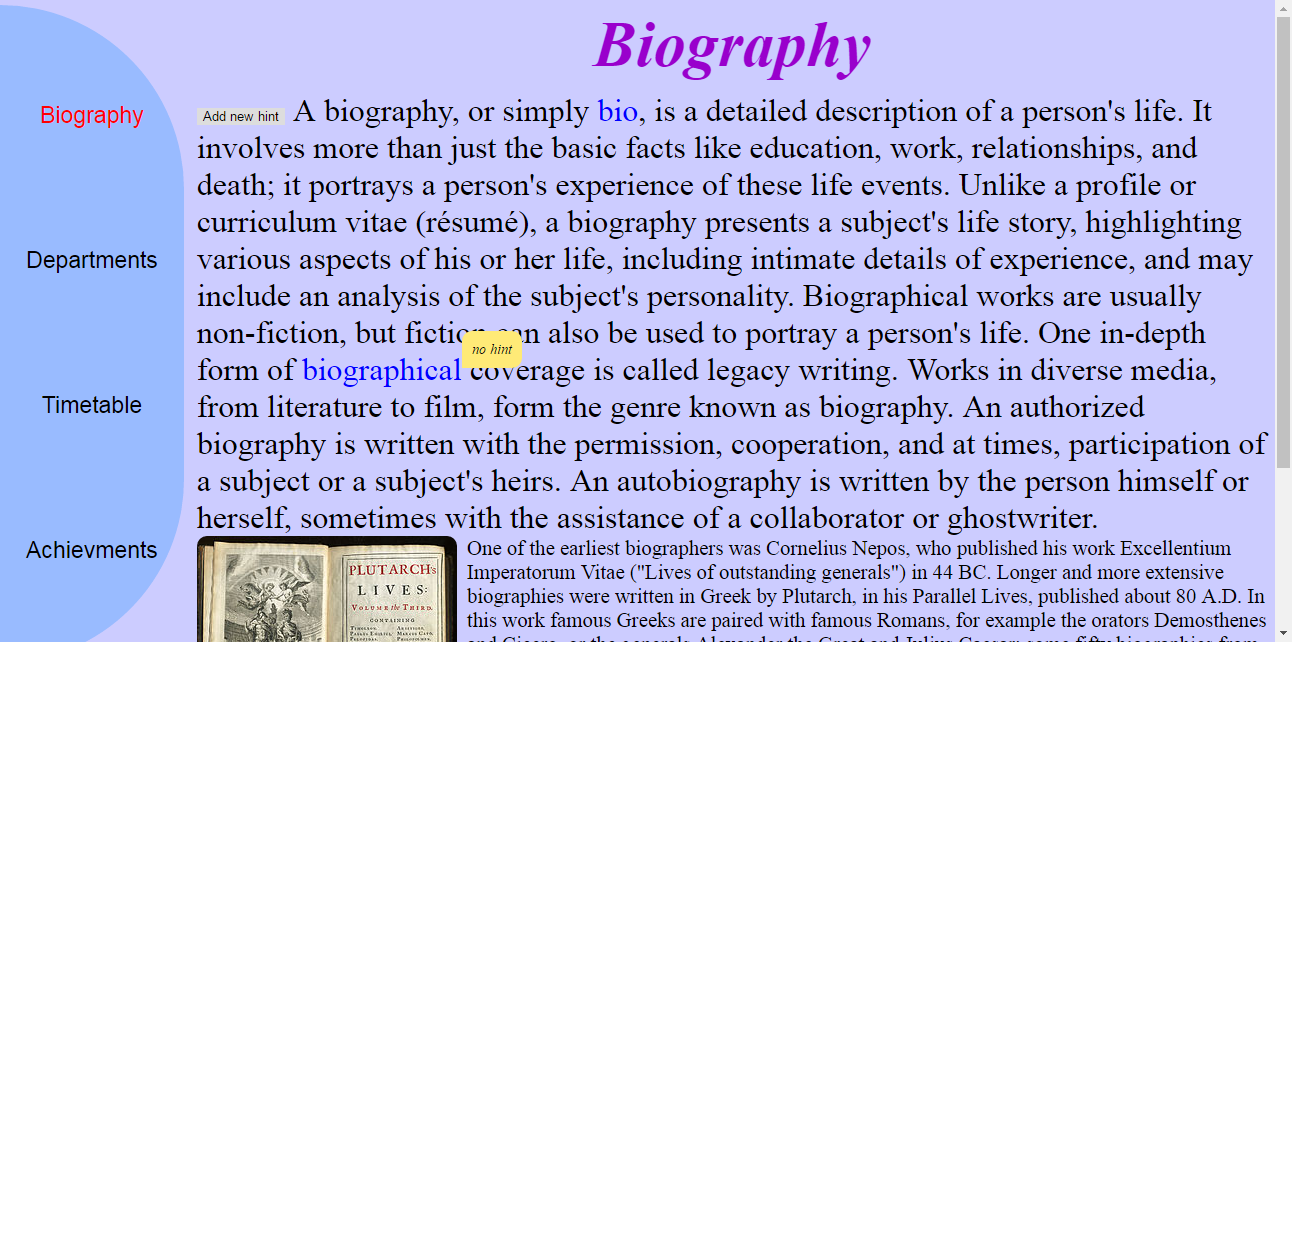 Biography
Biography
Departments
Timetable
Achievments
Add new hint A biography, or simply bio, is a detailed description of a person's life. It
involves more than just the basic facts like education, work, relationships, and
death; it portrays a person's experience of these life events. Unlike a profile or
curriculum vitae (résumé), a biography presents a subject's life story, highlighting
various aspects of his or her life, including intimate details of experience, and may
include an analysis of the subject's personality. Biographical works are usually
non-fiction, but fiction can also be used to portray a person's life. One in-depth
no hint
form of biographical coverage is called legacy writing. Works in diverse media,
from literature to film, form the genre known as biography. An authorized
biography is written with the permission, cooperation, and at times, participation of
a subject or a subject's heirs. An autobiography is written by the person himself or
herself, sometimes with the assistance of a collaborator or ghostwriter.
PLUTARCH's
LIVES:
VOLUME the THIRD.
CONTAINING
One of the earliest biographers was Cornelius Nepos, who published his work Excellentium
Imperatorum Vitae ("Lives of outstanding generals") in 44 BC. Longer and more extensive
biographies were written in Greek by Plutarch, in his Parallel Lives, published about 80 A.D. In
this work famous Greeks are paired with famous Romans, for example the orators Demosthenes